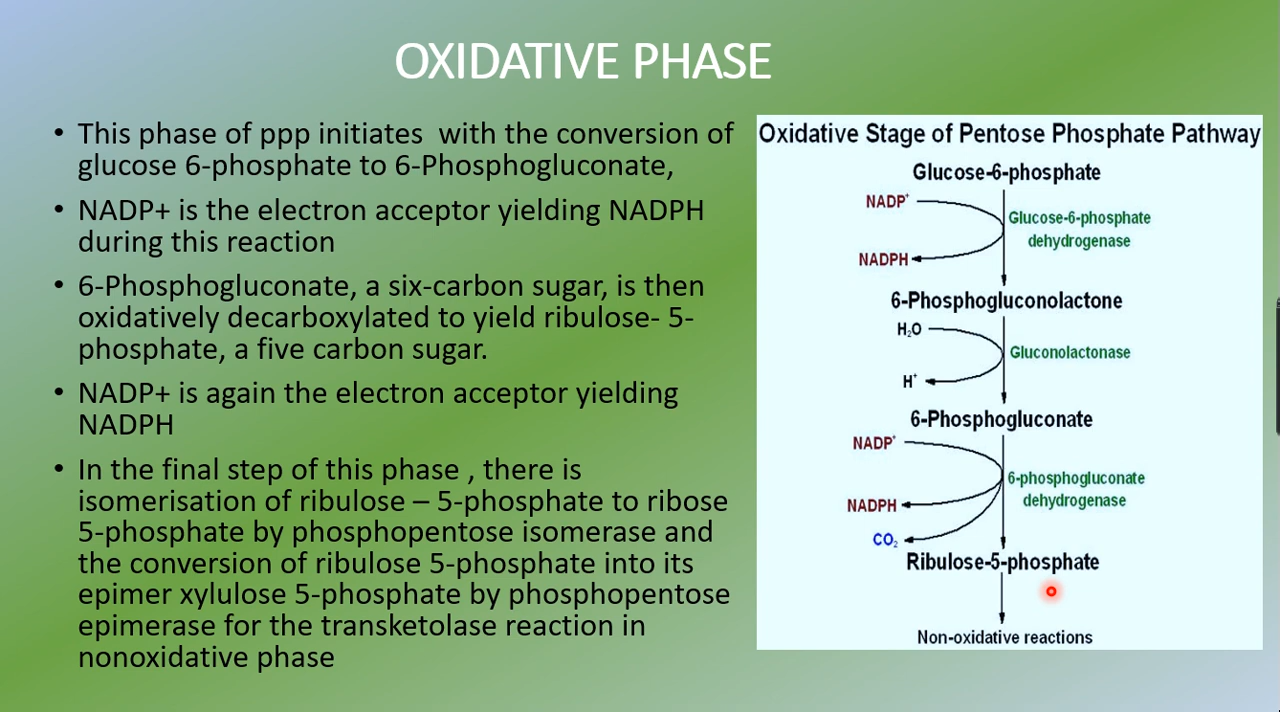 OXIDATIVE PHASE
• This phase of ppp initiates with the conversion of
glucose 6-phosphate to 6-Phosphogluconate,
• NADP+ is the electron acceptor yielding NADPH
during this reaction
• 6-Phosphogluconate, a six-carbon sugar, is then
oxidatively decarboxylated to yield ribulose- 5-
phosphate, a five carbon sugar.
• NADP+ is again the electron acceptor yielding
NADPH
• In the final step of this phase , there is
isomerisation of ribulose – 5-phosphate to ribose
5-phosphate by phosphopentose isomerase and
the conversion of ribulose 5-phosphate into its
epimer xylulose 5-phosphate by phosphopentose
epimerase for the transketolase reaction in
nonoxidative phase
Oxidative Stage of Pentose Phosphate Pathway
Glucose-6-phosphate
NADP⁺
Glucose-6-phosphate
dehydrogenase
NADPH
6-Phosphogluconolactone
H₂O
Gluconolactonase
H⁺
6-Phosphogluconate
NADP⁺
6-phosphogluconate
dehydrogenase
NADPH
CO₂
Ribulose-5-phosphate
Non-oxidative reactions